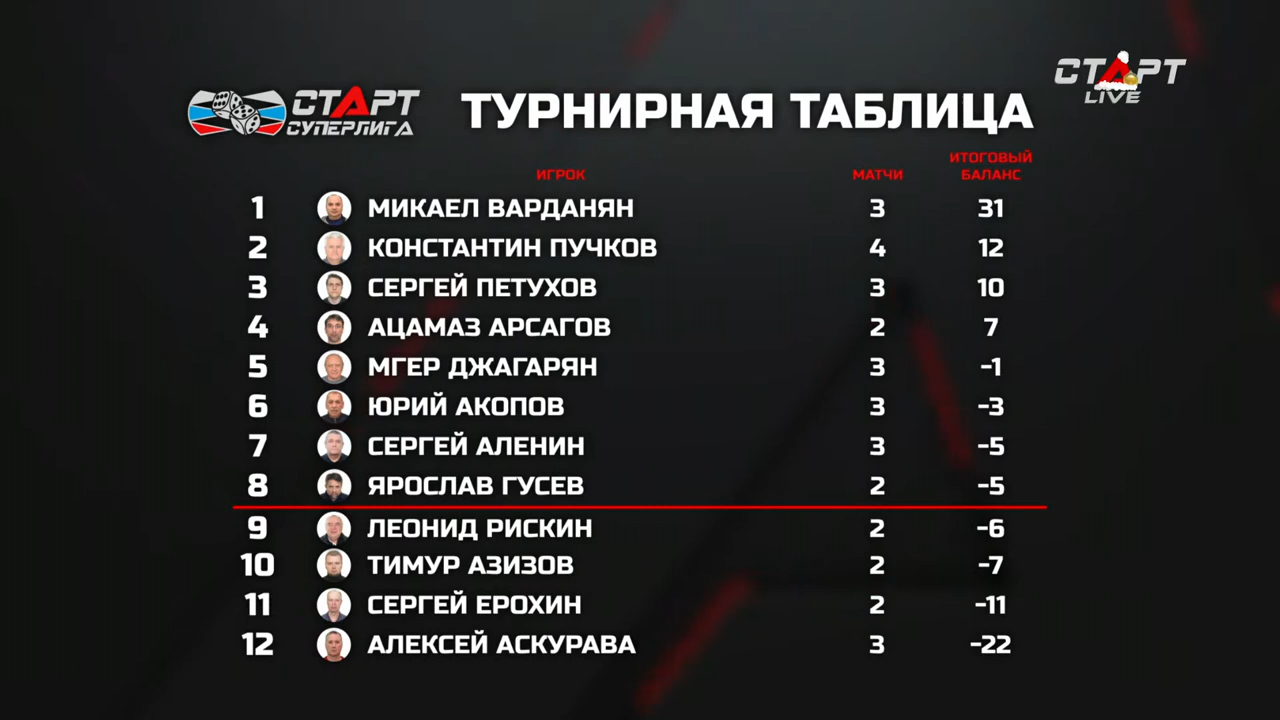 СТАРТ
LIVE
СТАРТ
СУПЕРЛИГА
ТУРНИРНАЯ ТАБЛИЦА
ИГРОК МАТЧИ ИТОГОВЫЙ
БАЛАНС
1 МИКАЕЛ ВАРДАНЯН 3 31
2 КОНСТАНТИН ПУЧКОВ 4 12
3 СЕРГЕЙ ПЕТУХОВ 3 10
4 АЦАМАЗ АРСАГОВ 2 7
5 МГЕР ДЖАГАРЯН 3 -1
6 ЮРИЙ АКОПОВ 3 -3
7 СЕРГЕЙ АЛЕНИН 3 -5
8 ЯРОСЛАВ ГУСЕВ 2 -5
9 ЛЕОНИД РИСКИН 2 -6
10 ТИМУР АЗИЗОВ 2 -7
11 СЕРГЕЙ ЕРОХИН 2 -11
12 АЛЕКСЕЙ АСКУРАВА 3 -22